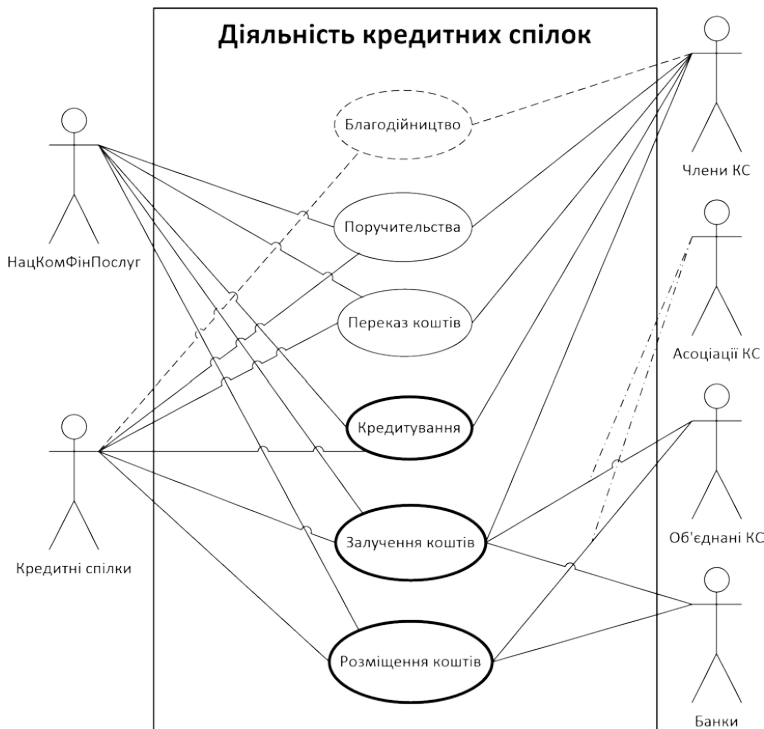 Діяльність кредитних спілок
Благодійництво
Члени КС
Поручительства
НацКомФінПослуг
Переказ коштів
Асоціації КС
Кредитування
Залучення коштів
Об'єднані КС
Кредитні спілки
Розміщення коштів
Банки